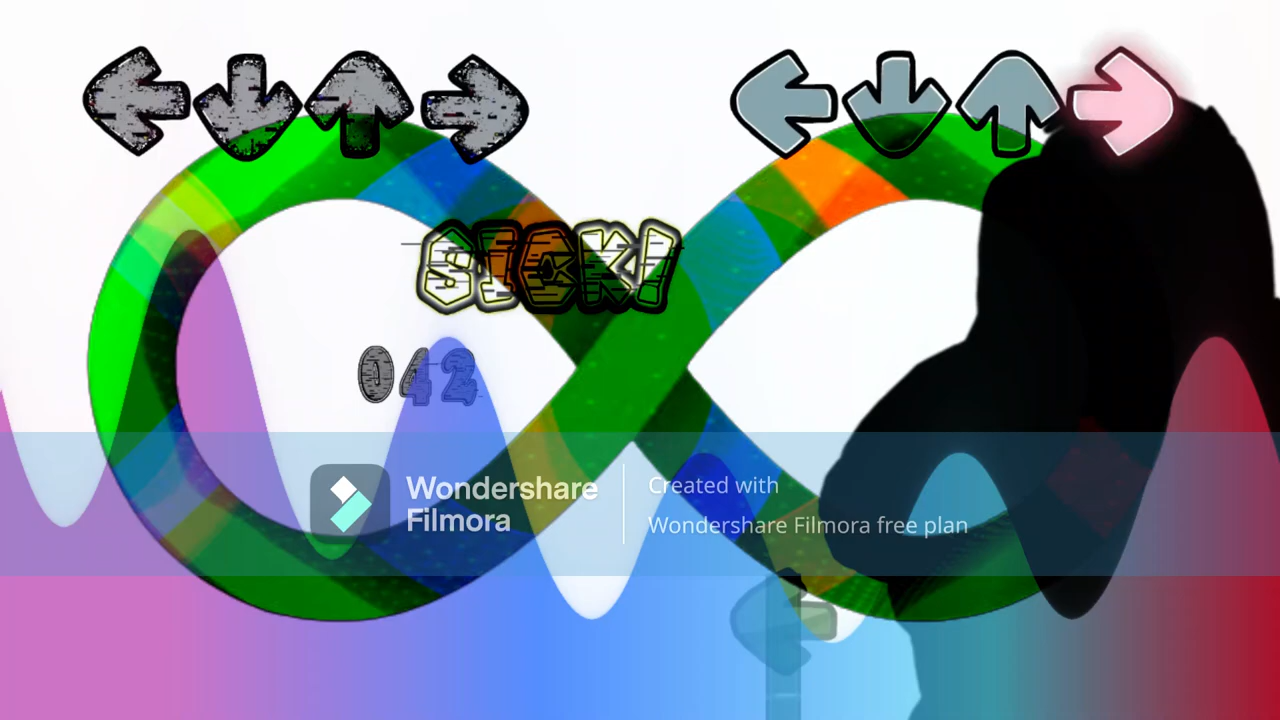 SICK!
042
Wondershare
Filmora
Created with
Wondershare Filmora free plan